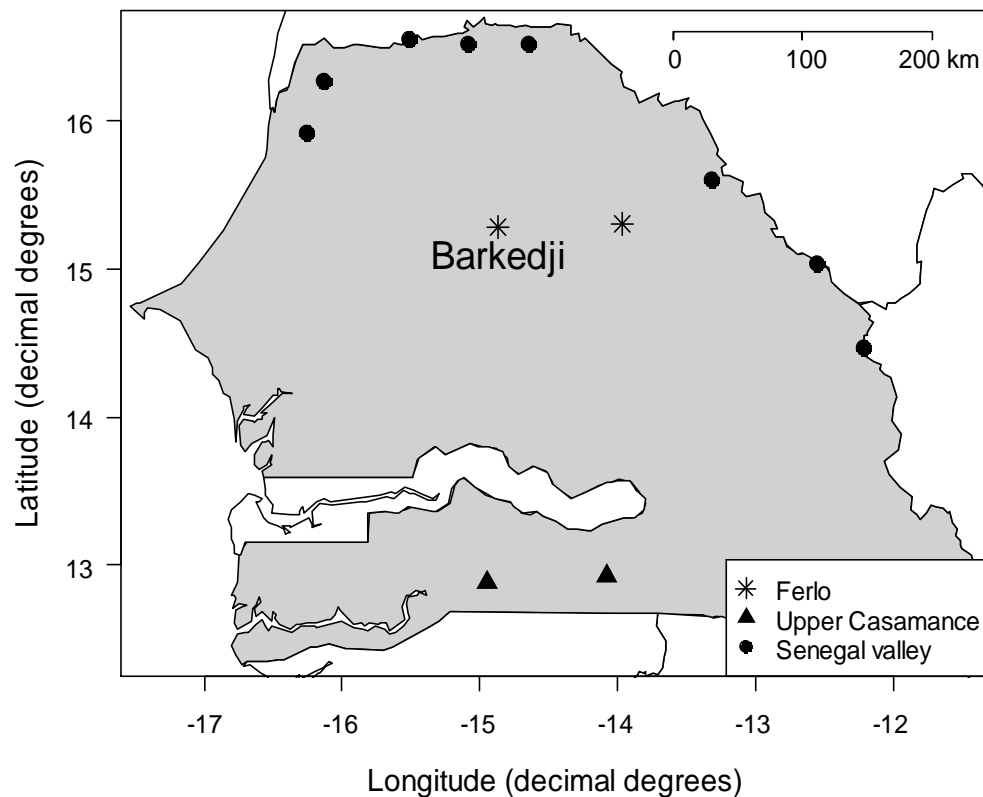 0 100 200 km
16
15
14
13
Latitude (decimal degrees)
Barkedji
Ferlo
Upper Casamance
Senegal valley
-17 -16 -15 -14 -13 -12
Longitude (decimal degrees)